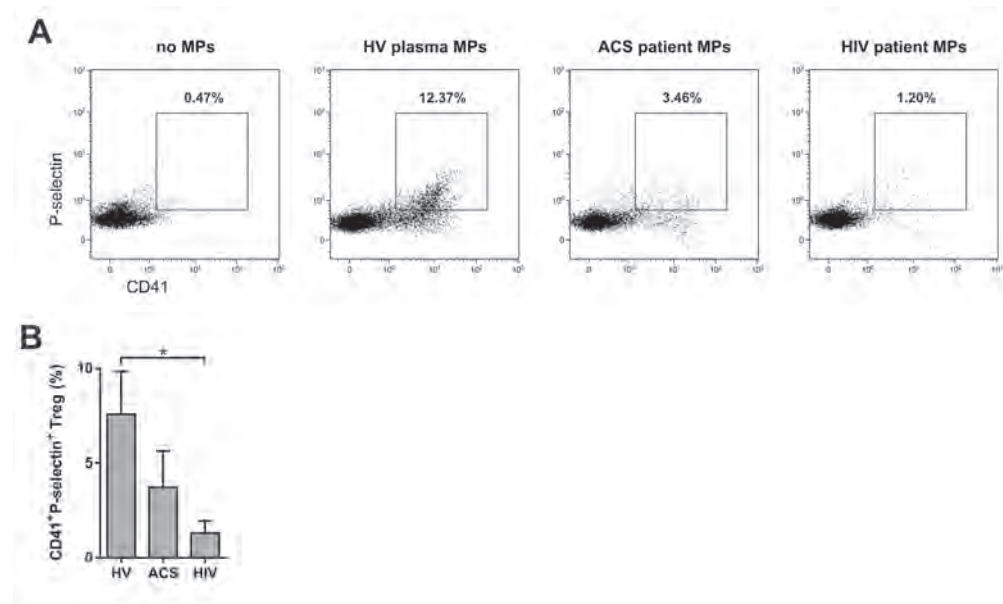 A
no MPs
HV plasma MPs
ACS patient MPs
HIV patient MPs
0.47%
12.37%
3.46%
1.20%
P-selectin
CD41
B
*
CD41+P-selectin+ Treg (%)
10
5
0
HV ACS HIV